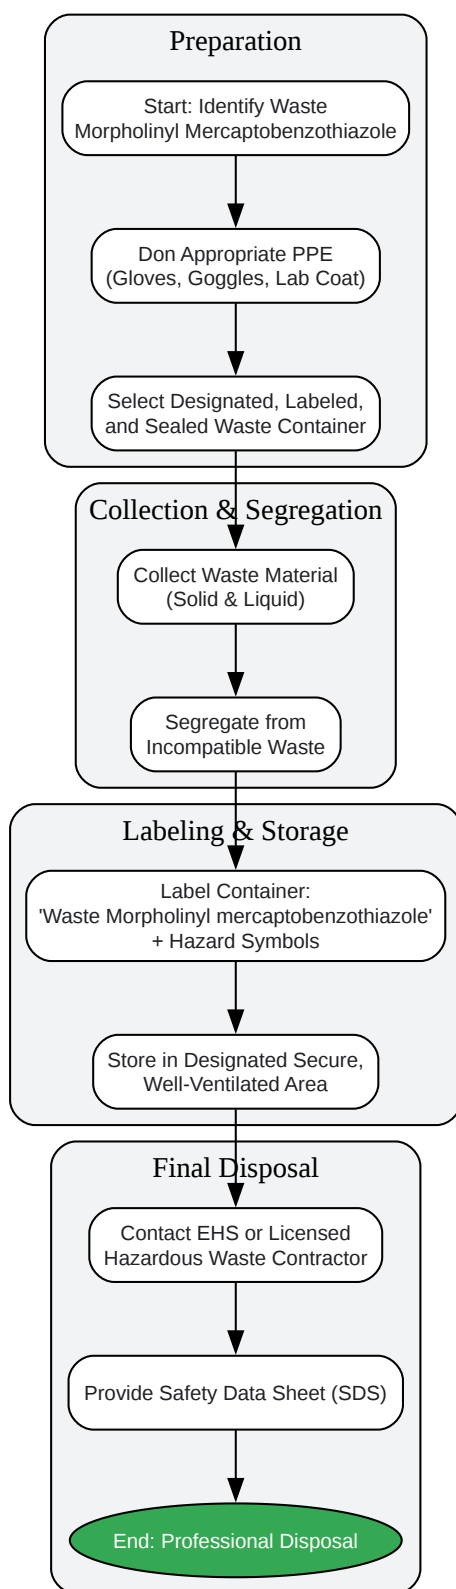 Preparation
Start: Identify Waste
Morpholinyl Mercaptobenzothiazole
Don Appropriate PPE
(Gloves, Goggles, Lab Coat)
Select Designated, Labeled,
and Sealed Waste Container
Collection & Segregation
Collect Waste Material
(Solid & Liquid)
Segregate from
Incompatible Waste
Labeling & Storage
Label Container:
'Waste Morpholinyl mercaptobenzothiazole'
+ Hazard Symbols
Store in Designated Secure,
Well-Ventilated Area
Final Disposal
Contact EHS or Licensed
Hazardous Waste Contractor
Provide Safety Data Sheet (SDS)
End: Professional Disposal